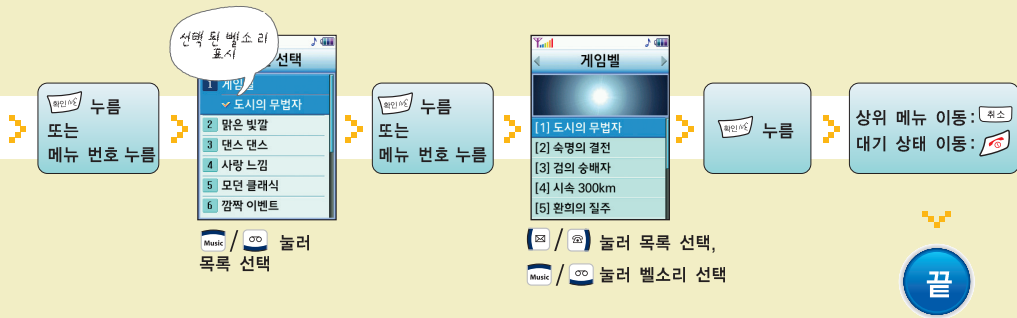 확인/√ 누름
또는
메뉴 번호 누름
선택 된 벨소리
표시
선택
1 게임벨
도시의 무법자
2 맑은 빛깔
3 댄스 댄스
4 사랑 느낌
5 모던 클래식
6 깜짝 이벤트
Music / 눌러
목록 선택
누름
또는
메뉴 번호 누름
게임벨
[1] 도시의 무법자
[2] 숙명의 결전
[3] 검의 숭배자
[4] 시속 300km
[5] 환희의 질주
/ 눌러 목록 선택,
Music / 눌러 벨소리 선택
누름
상위 메뉴 이동: 취소
대기 상태 이동:
끝